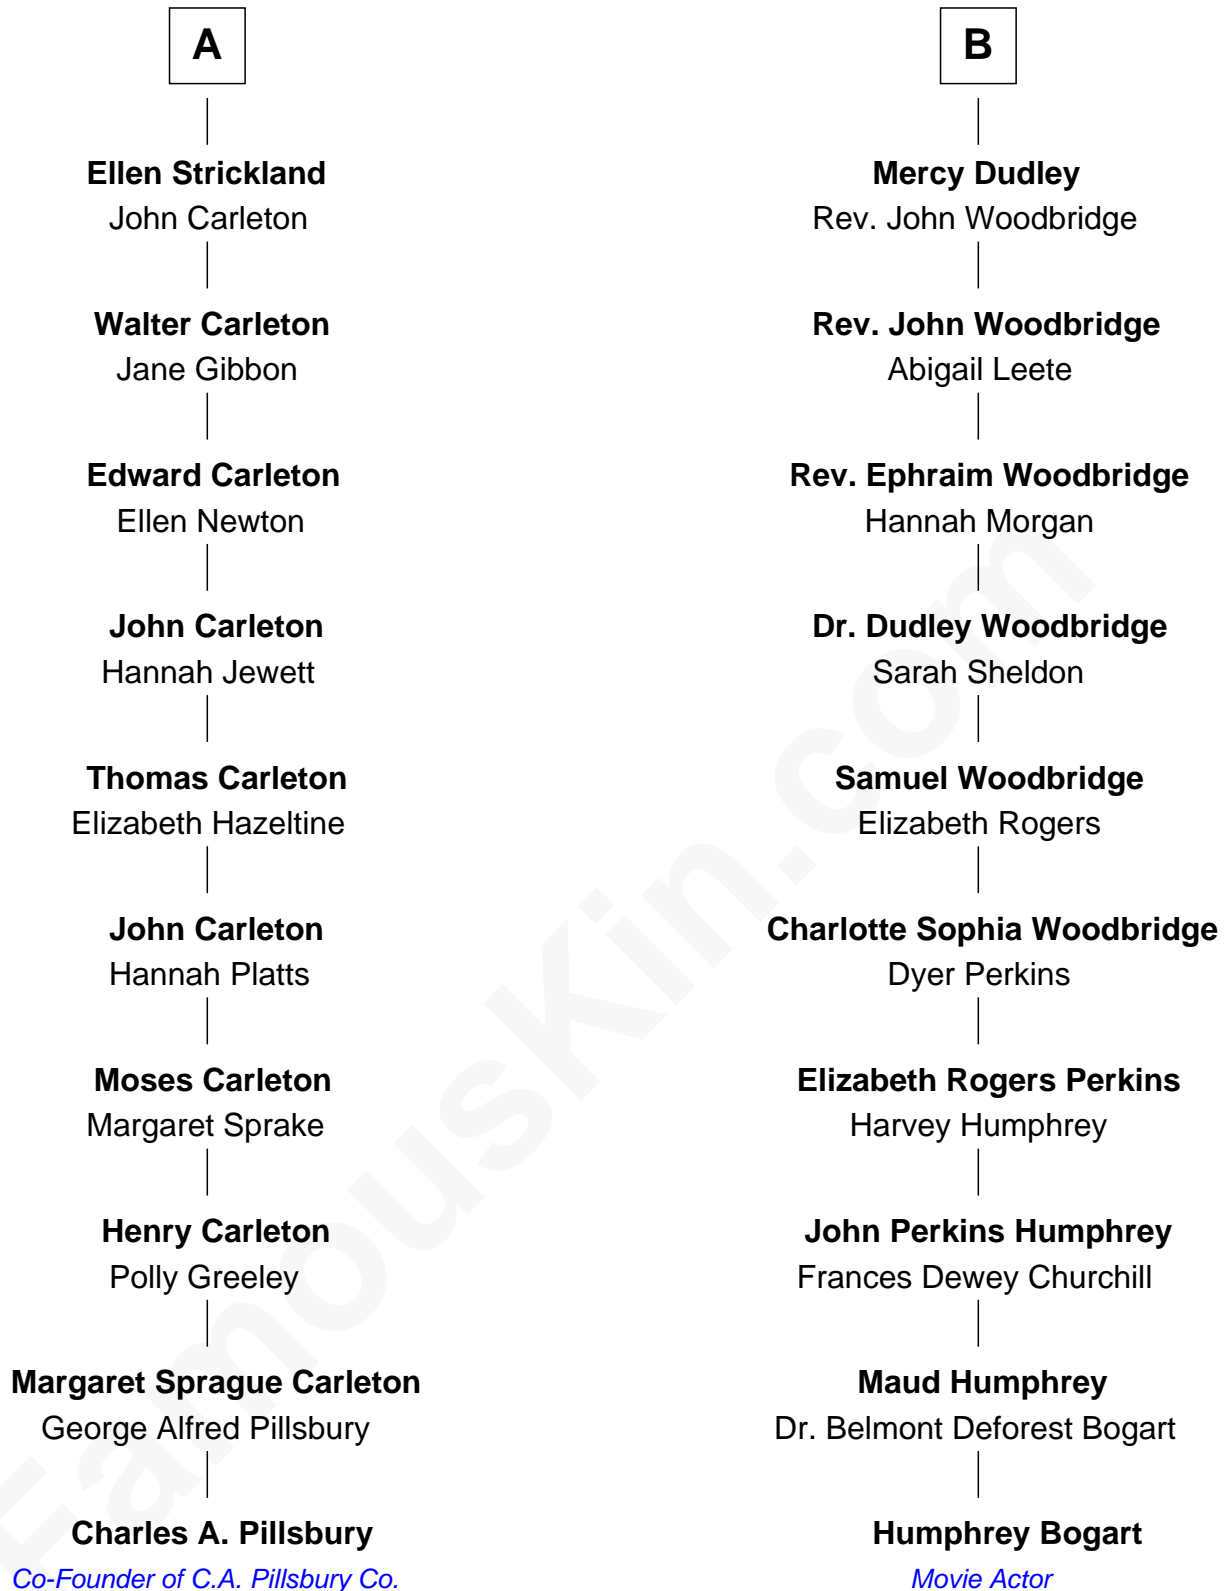 A
Ellen Strickland
John Carleton
Walter Carleton
Jane Gibbon
Edward Carleton
Ellen Newton
John Carleton
Hannah Jewett
Thomas Carleton
Elizabeth Hazeltine
John Carleton
Hannah Platts
Moses Carleton
Margaret Sprake
Henry Carleton
Polly Greeley
Margaret Sprague Carleton
George Alfred Pillsbury
Charles A. Pillsbury
Co-Founder of C.A. Pillsbury Co.
B
Mercy Dudley
Rev. John Woodbridge
Rev. John Woodbridge
Abigail Leete
Rev. Ephraim Woodbridge
Hannah Morgan
Dr. Dudley Woodbridge
Sarah Sheldon
Samuel Woodbridge
Elizabeth Rogers
Charlotte Sophia Woodbridge
Dyer Perkins
Elizabeth Rogers Perkins
Harvey Humphrey
John Perkins Humphrey
Frances Dewey Churchill
Maud Humphrey
Dr. Belmont Deforest Bogart
Humphrey Bogart
Movie Actor
FamousKin.com